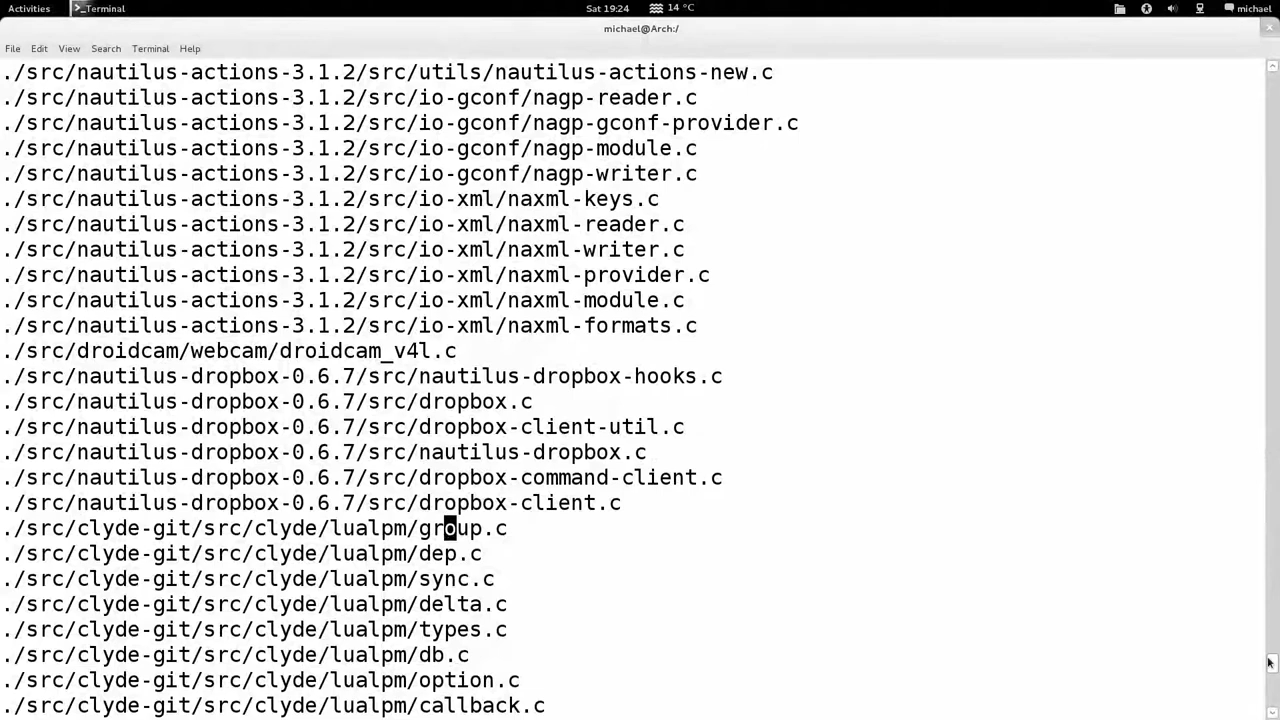 Activities Terminal Sat 19:24 14 °C michael
michael@Arch:/
File Edit View Search Terminal Help
./src/nautilus-actions-3.1.2/src/utils/nautilus-actions-new.c
./src/nautilus-actions-3.1.2/src/io-gconf/nagp-reader.c
./src/nautilus-actions-3.1.2/src/io-gconf/nagp-gconf-provider.c
./src/nautilus-actions-3.1.2/src/io-gconf/nagp-module.c
./src/nautilus-actions-3.1.2/src/io-gconf/nagp-writer.c
./src/nautilus-actions-3.1.2/src/io-xml/naxml-keys.c
./src/nautilus-actions-3.1.2/src/io-xml/naxml-reader.c
./src/nautilus-actions-3.1.2/src/io-xml/naxml-writer.c
./src/nautilus-actions-3.1.2/src/io-xml/naxml-provider.c
./src/nautilus-actions-3.1.2/src/io-xml/naxml-module.c
./src/nautilus-actions-3.1.2/src/io-xml/naxml-formats.c
./src/droidcam/webcam/droidcam_v4l.c
./src/nautilus-dropbox-0.6.7/src/nautilus-dropbox-hooks.c
./src/nautilus-dropbox-0.6.7/src/dropbox.c
./src/nautilus-dropbox-0.6.7/src/dropbox-client-util.c
./src/nautilus-dropbox-0.6.7/src/nautilus-dropbox.c
./src/nautilus-dropbox-0.6.7/src/dropbox-command-client.c
./src/nautilus-dropbox-0.6.7/src/dropbox-client.c
./src/clyde-git/src/clyde/lualpm/group.c
./src/clyde-git/src/clyde/lualpm/dep.c
./src/clyde-git/src/clyde/lualpm/sync.c
./src/clyde-git/src/clyde/lualpm/delta.c
./src/clyde-git/src/clyde/lualpm/types.c
./src/clyde-git/src/clyde/lualpm/db.c
./src/clyde-git/src/clyde/lualpm/option.c
./src/clyde-git/src/clyde/lualpm/callback.c